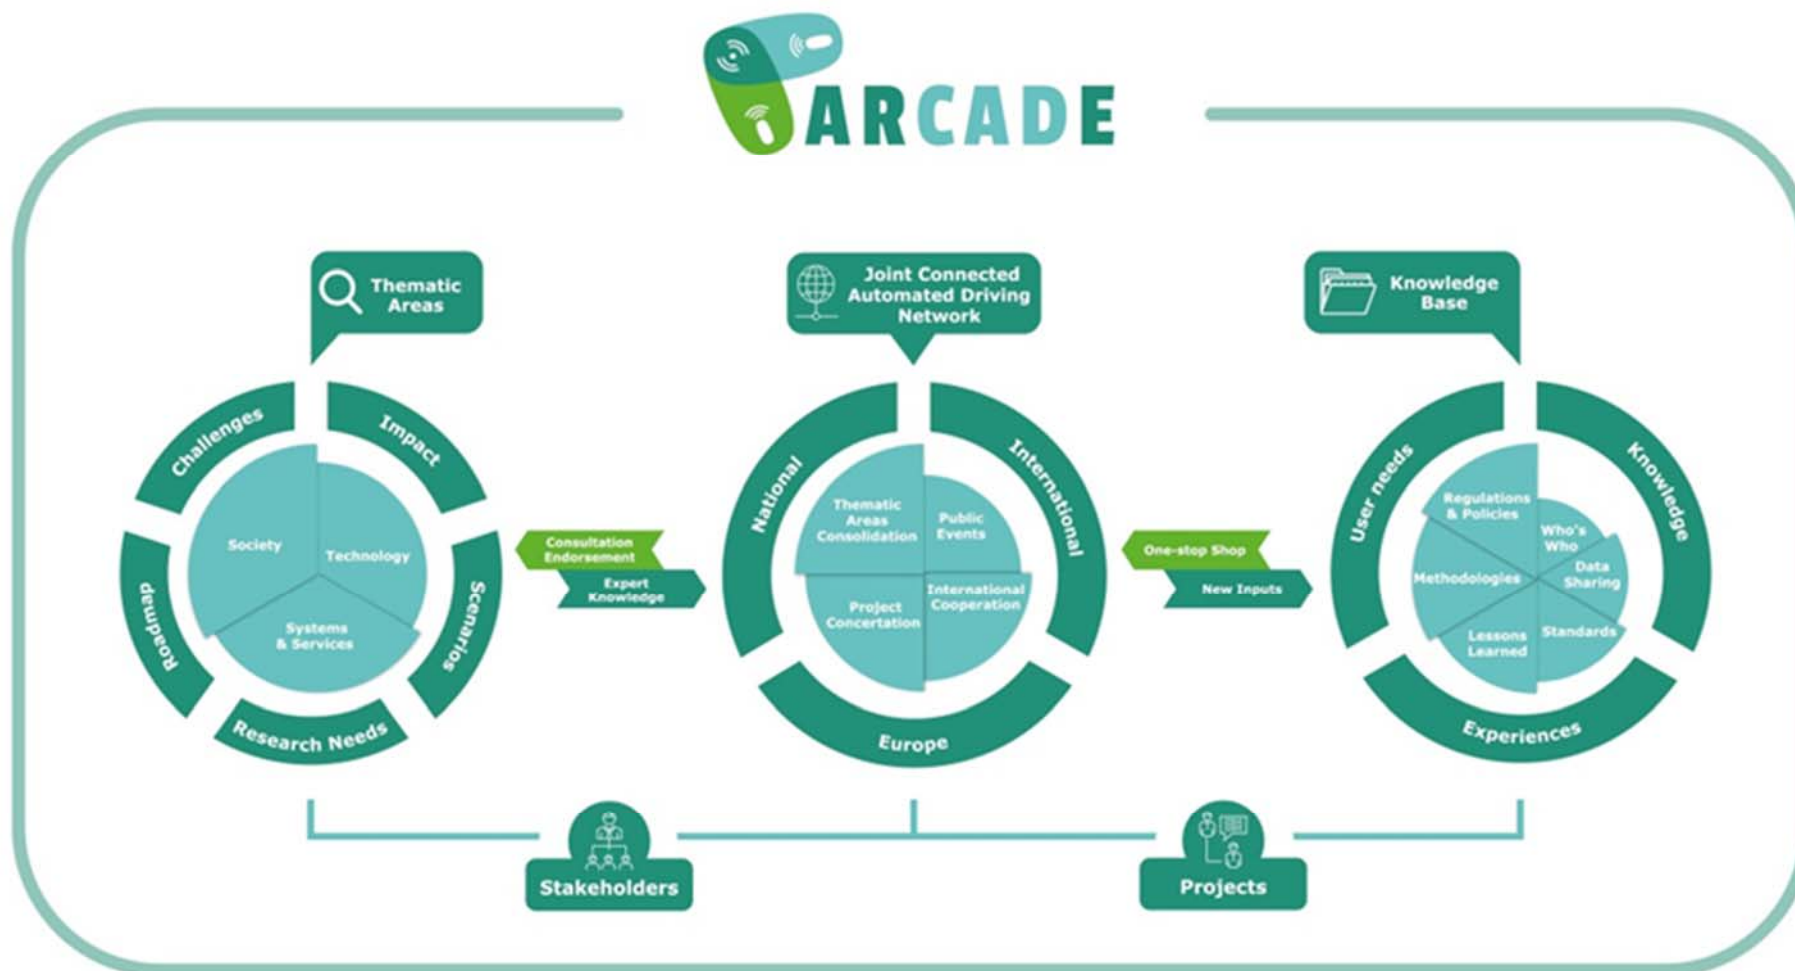 ARCADE
Thematic
Areas
Joint Connected
Automated Driving
Network
Knowledge
Base
Challenges
Impact
Scenarios
Research Needs
Roadmap
Society
Technology
Systems
& Services
Consultation
Endorsement
Expert
Knowledge
National
International
Europe
Thematic
Areas
Consolidation
Public
Events
International
Cooperation
Project
Concertation
One-stop Shop
New Inputs
User needs
Knowledge
Experiences
Regulations
& Policies
Who's
Who
Data
Sharing
Standards
Lessons
Learned
Methodologies
Stakeholders
Projects